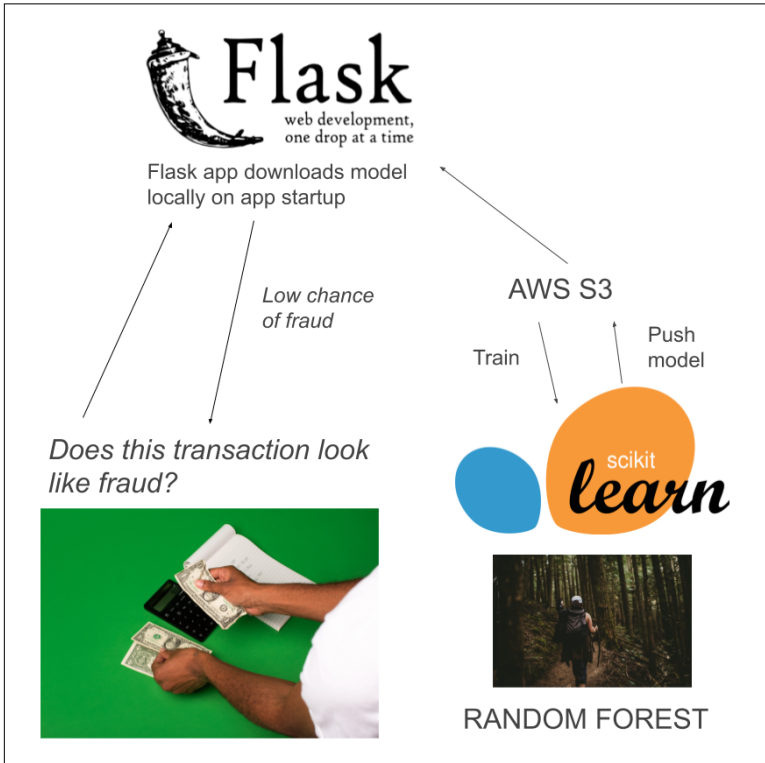 Flask
web development,
one drop at a time
Flask app downloads model
locally on app startup
Low chance
of fraud
AWS S3
Train
Push
model
Does this transaction look
like fraud?
scikit
learn
RANDOM FOREST